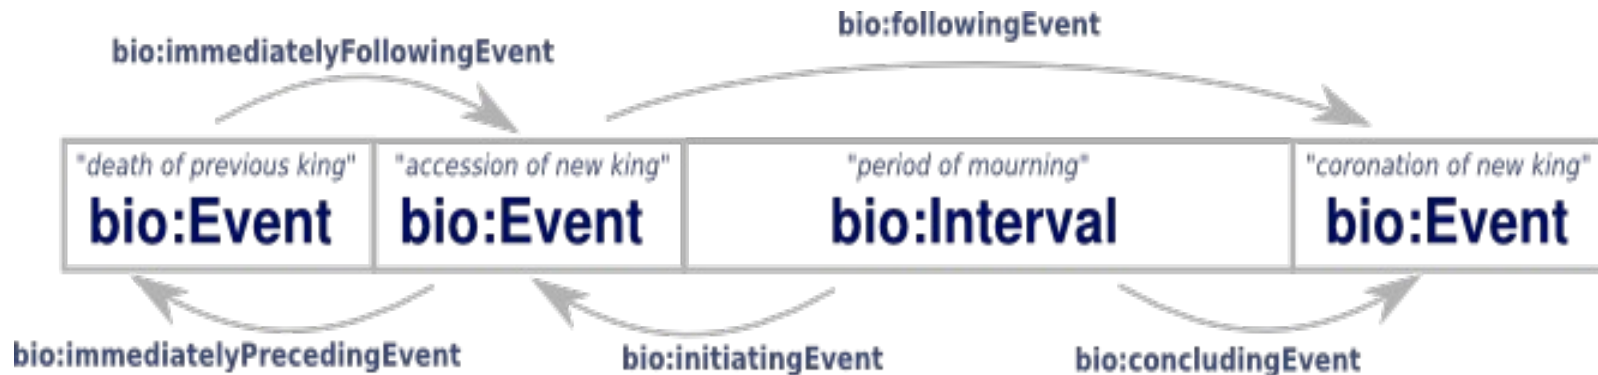 bio:followingEvent
bio:immediatelyFollowingEvent
"death of previous king" "accession of new king" "period of mourning" "coronation of new king"
bio:Event bio:Event bio:Interval bio:Event
bio:immediatelyPrecedingEvent bio:initiatingEvent bio:concludingEvent